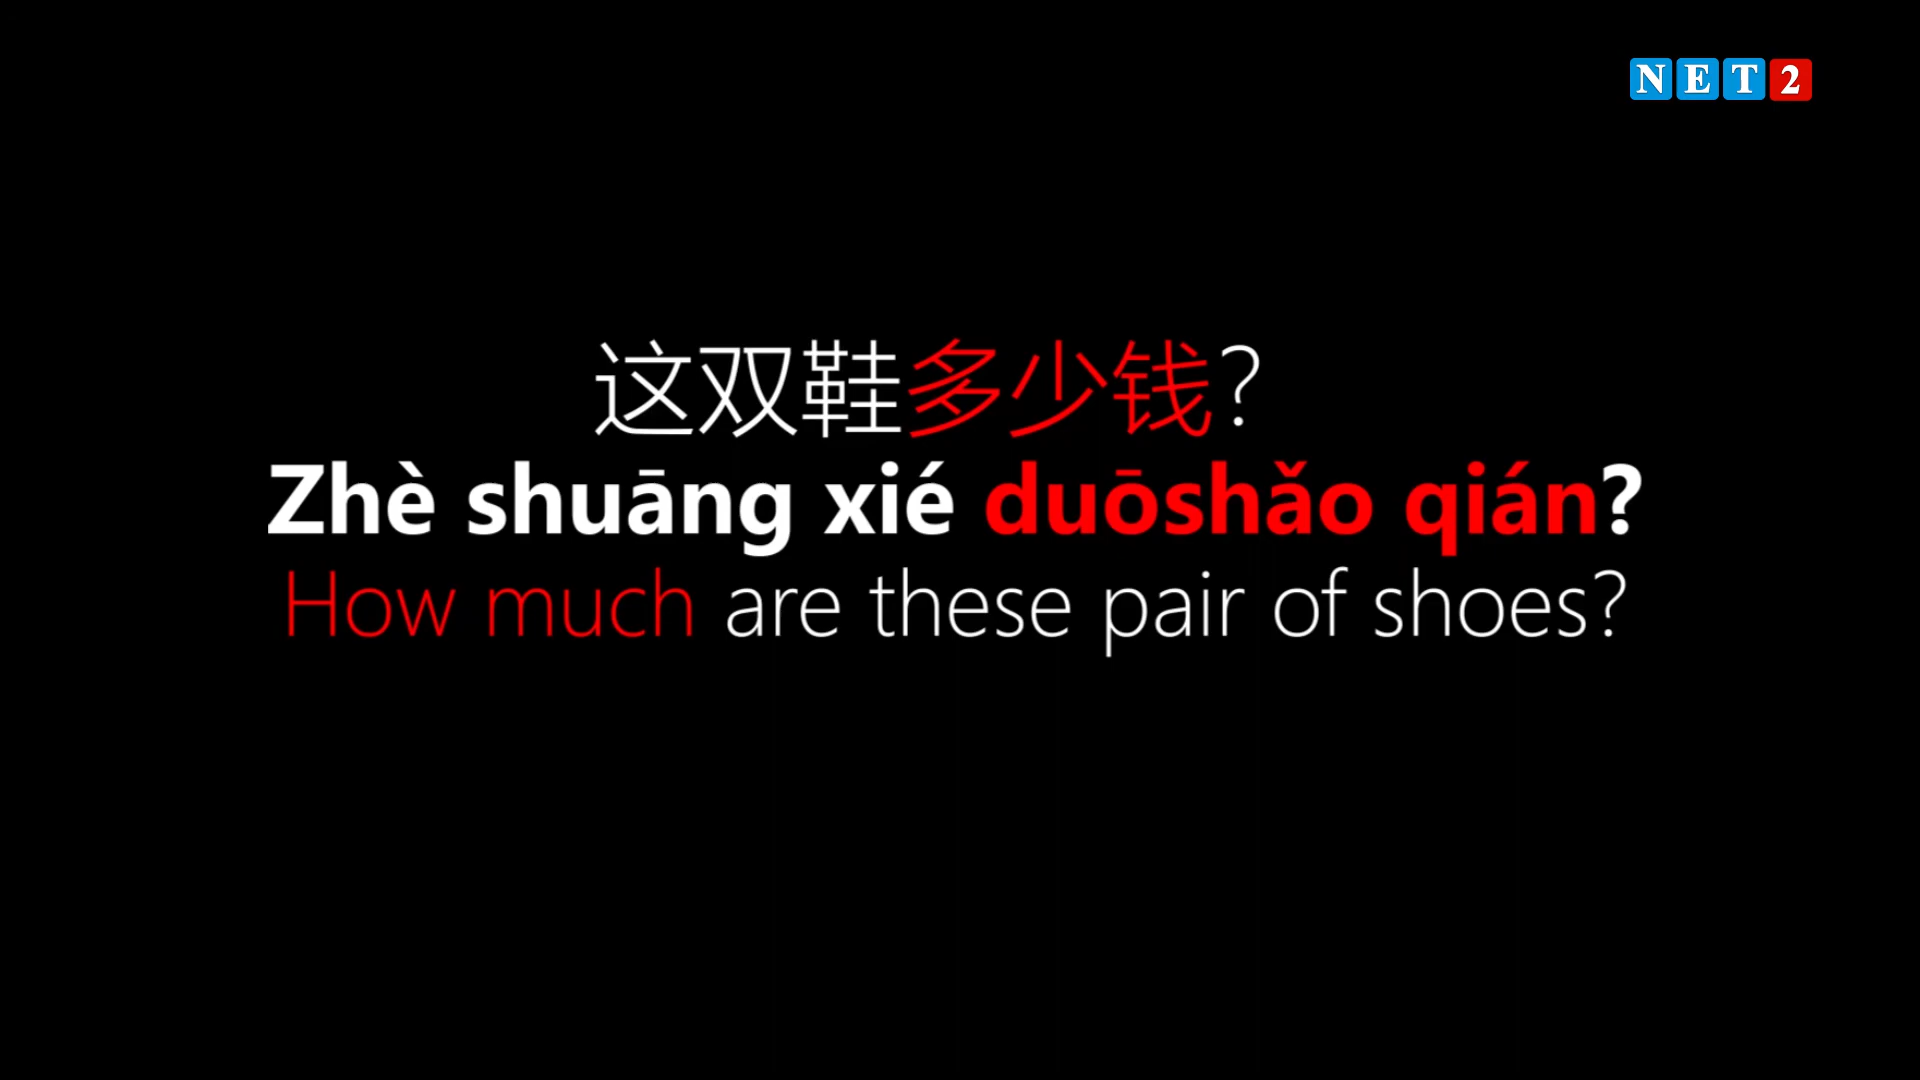 NET2
这双鞋多少钱?
Zhè shuāng xié duōshǎo qián?
How much are these pair of shoes?